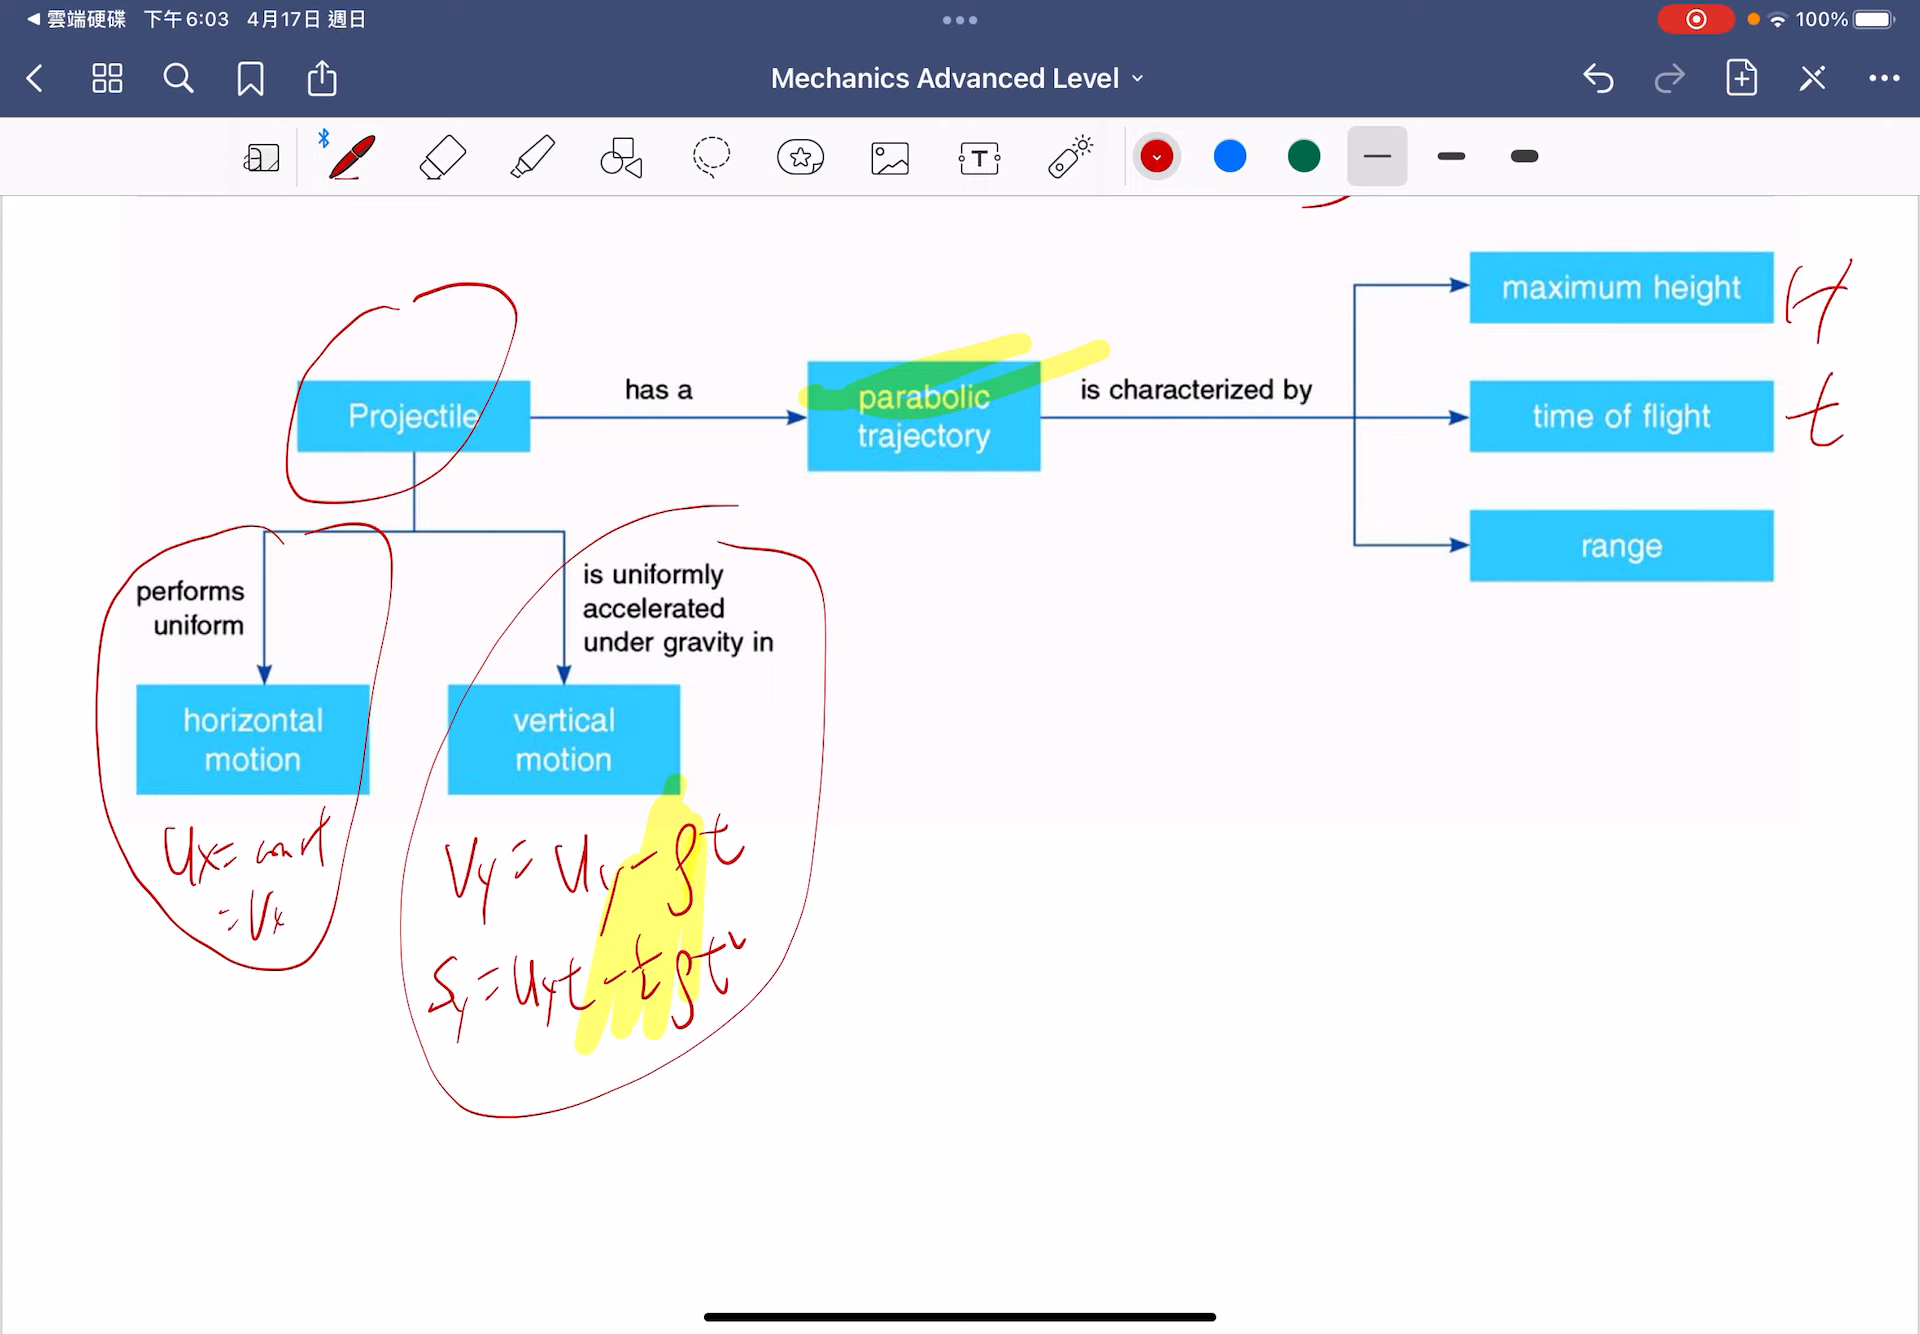 ◀ 雲端硬碟 下午6:03 4月17日 週日
100%
Mechanics Advanced Level
T
maximum height H
Projectile
has a
parabolic
trajectory
is characterized by
time of flight t
range
performs
uniform
is uniformly
accelerated
under gravity in
horizontal
motion
vertical
motion
Ux = const
= Vx
Vy = Uy - gt
Sy = Uyt - ½gt²